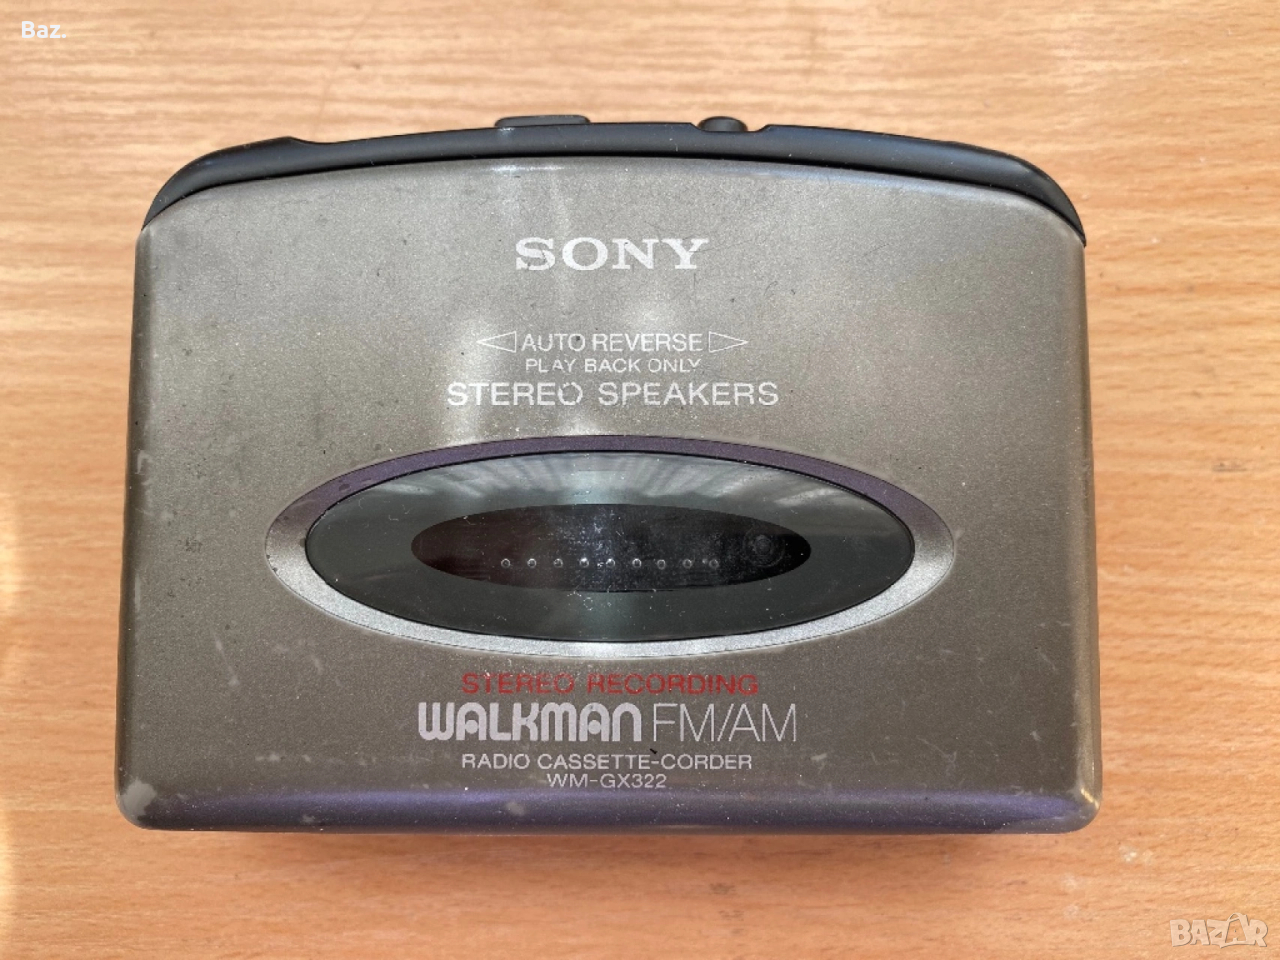 Baz.
SONY
AUTO REVERSE
PLAY BACK ONLY
STEREO SPEAKERS
STEREO RECORDING
WALKMAN FM/AM
RADIO CASSETTE-CORDER
WM-GX322
BAZAR